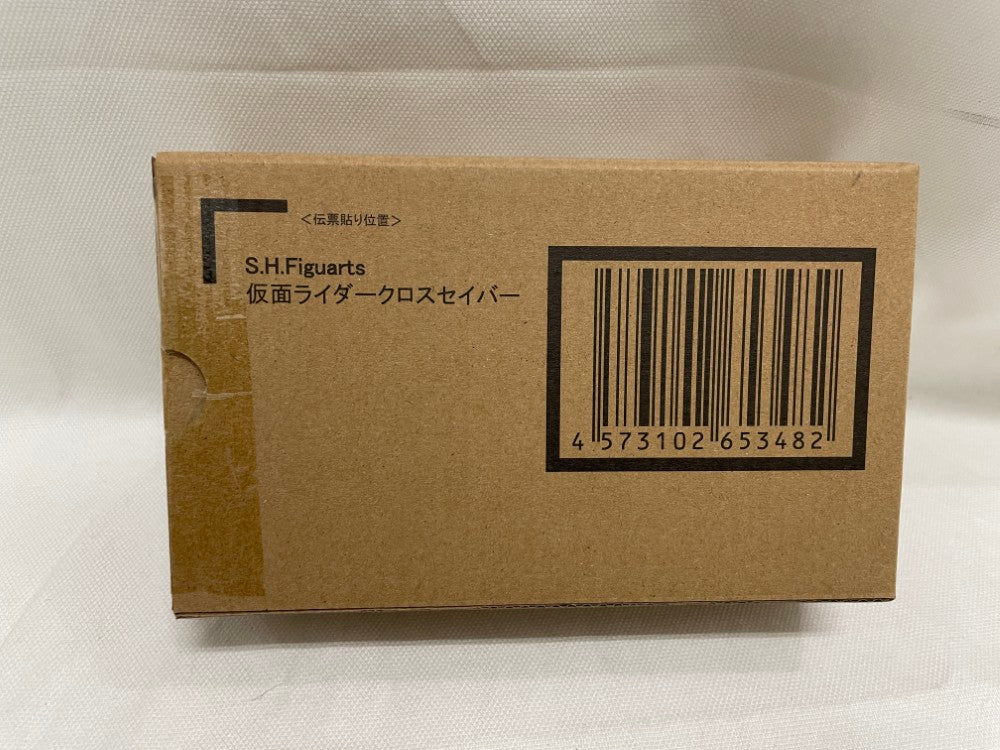 <伝票貼り位置>
S.H.Figuarts
仮面ライダークロスセイバー
4 573102 653482